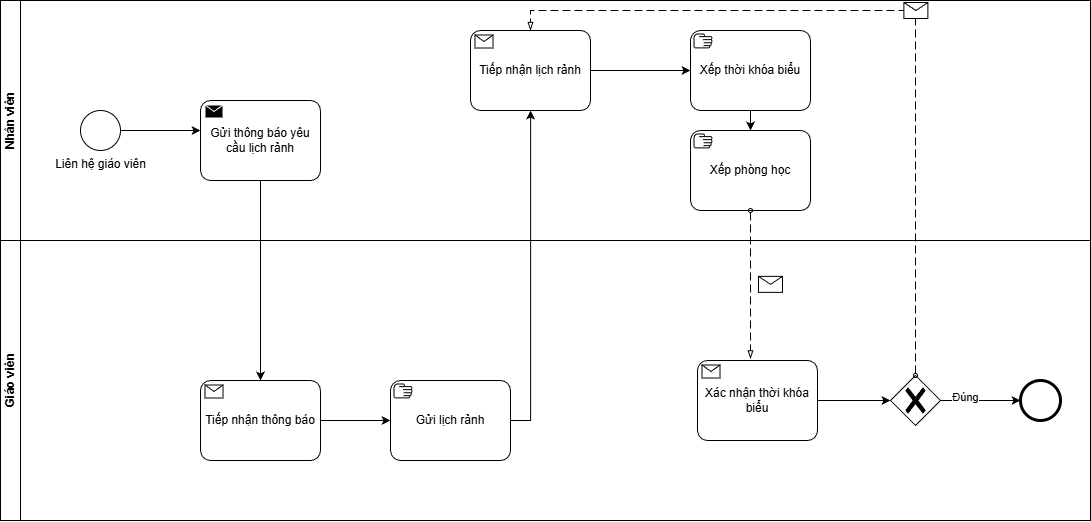 Nhân viên
Liên hệ giáo viên
Gửi thông báo yêu
cầu lịch rảnh
Tiếp nhận lịch rảnh
Xếp thời khóa biểu
Xếp phòng học
Giáo viên
Tiếp nhận thông báo
Gửi lịch rảnh
Xác nhận thời khóa
biểu
Đúng